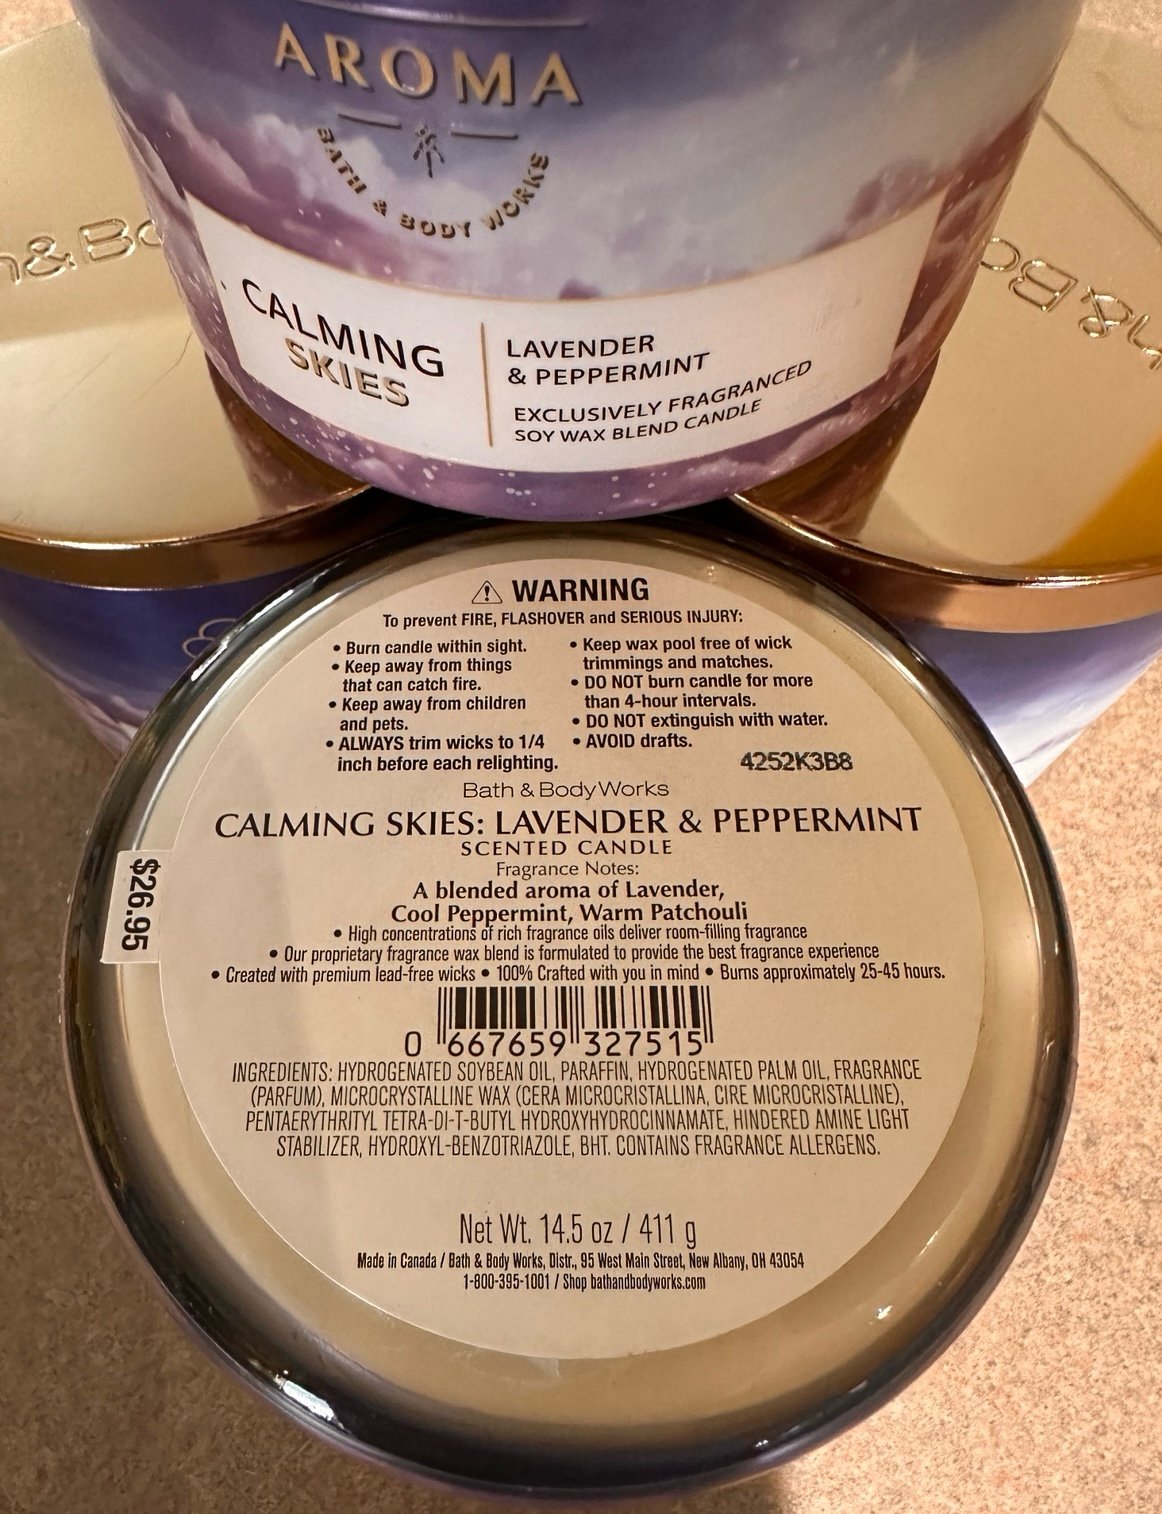 AROMA
BATH & BODY WORKS
CALMING
SKIES
LAVENDER
& PEPPERMINT
EXCLUSIVELY FRAGRANCED
SOY WAX BLEND CANDLE
⚠ WARNING
To prevent FIRE, FLASHOVER and SERIOUS INJURY:
• Burn candle within sight.
• Keep away from things
that can catch fire.
• Keep away from children
and pets.
• ALWAYS trim wicks to 1/4
inch before each relighting.
• Keep wax pool free of wick
trimmings and matches.
• DO NOT burn candle for more
than 4-hour intervals.
• DO NOT extinguish with water.
• AVOID drafts.
4252K3B8
Bath & Body Works
CALMING SKIES: LAVENDER & PEPPERMINT
SCENTED CANDLE
Fragrance Notes:
A blended aroma of Lavender,
Cool Peppermint, Warm Patchouli
• High concentrations of rich fragrance oils deliver room-filling fragrance
• Our proprietary fragrance wax blend is formulated to provide the best fragrance experience
• Created with premium lead-free wicks • 100% Crafted with you in mind • Burns approximately 25-45 hours.
$26.95
0 667659 327515
INGREDIENTS: HYDROGENATED SOYBEAN OIL, PARAFFIN, HYDROGENATED PALM OIL, FRAGRANCE
(PARFUM), MICROCRYSTALLINE WAX (CERA MICROCRISTALLINA, CIRE MICROCRISTALLINE),
PENTAERYTHRITYL TETRA-DI-T-BUTYL HYDROXYHYDROCINNAMATE, HINDERED AMINE LIGHT
STABILIZER, HYDROXYL-BENZOTRIAZOLE, BHT. CONTAINS FRAGRANCE ALLERGENS.
Net Wt. 14.5 oz / 411 g
Made in Canada / Bath & Body Works, Distr., 95 West Main Street, New Albany, OH 43054
1-800-395-1001 / Shop bathandbodyworks.com